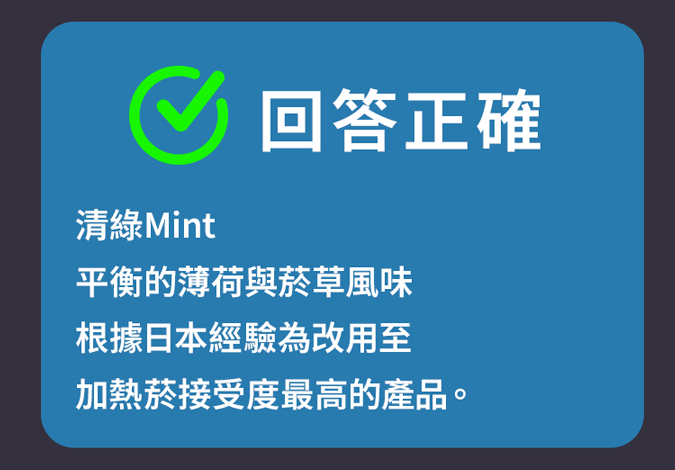 回答正確
清綠Mint
平衡的薄荷與菸草風味
根據日本經驗為改用至
加熱菸接受度最高的產品。